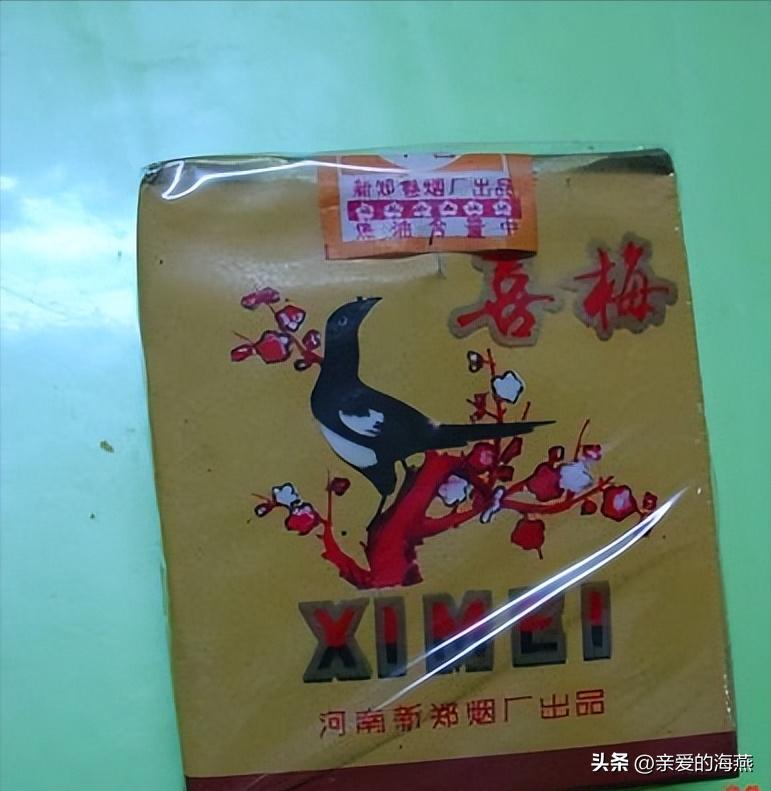 新郑卷烟厂出品
焦油含量中
喜梅
XIMEI
河南新郑烟厂出品
头条 @亲爱的海燕